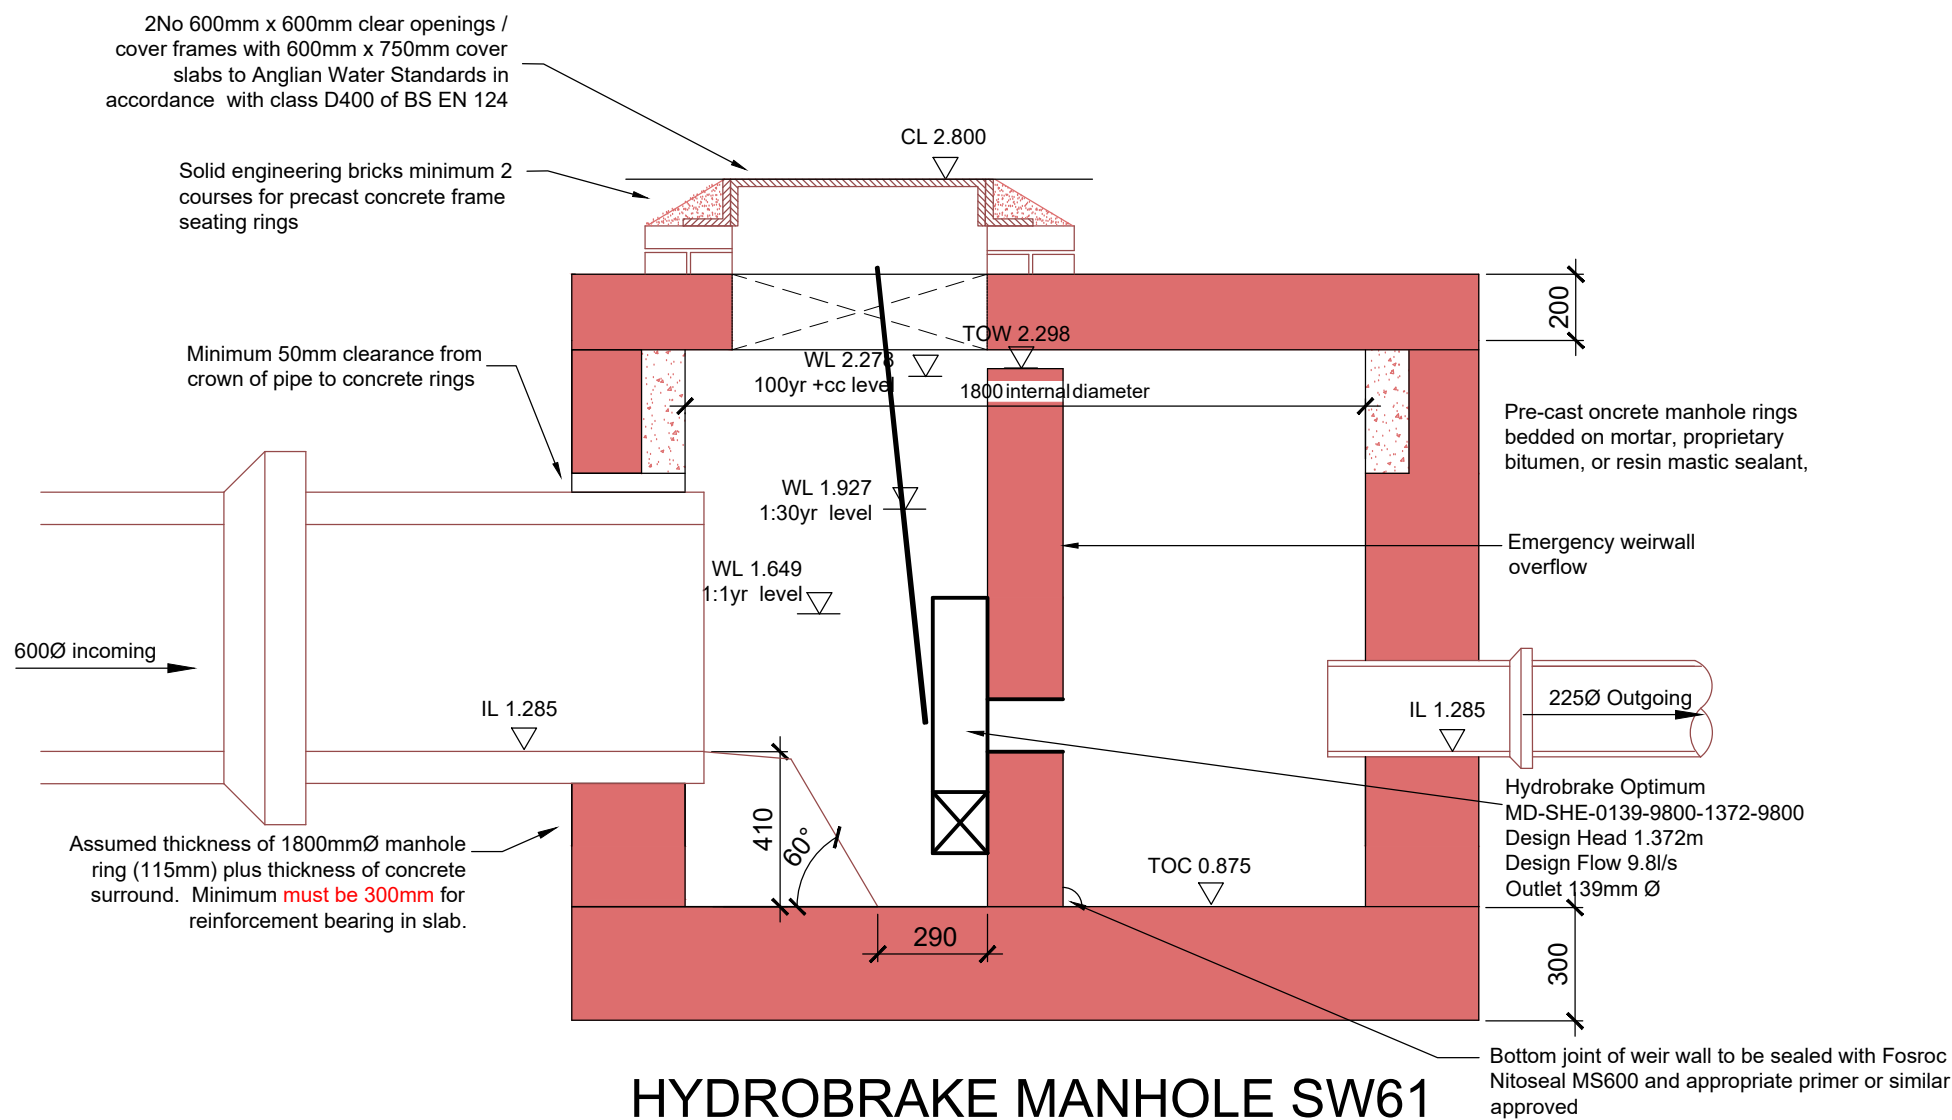 2No 600mm x 600mm clear openings /
cover frames with 600mm x 750mm cover
slabs to Anglian Water Standards in
accordance with class D400 of BS EN 124
CL 2.800
Solid engineering bricks minimum 2
courses for precast concrete frame
seating rings
200
TOW 2.298
Minimum 50mm clearance from
crown of pipe to concrete rings
WL 2.278
100yr +cc level
1800 internal diameter
Pre-cast oncrete manhole rings
bedded on mortar, proprietary
bitumen, or resin mastic sealant,
WL 1.927
1:30yr level
Emergency weirwall
overflow
WL 1.649
1:1yr level
600Ø incoming
IL 1.285
IL 1.285
225Ø Outgoing
Hydrobrake Optimum
MD-SHE-0139-9800-1372-9800
Design Head 1.372m
Design Flow 9.8l/s
Outlet 139mm Ø
410
60°
Assumed thickness of 1800mmØ manhole
ring (115mm) plus thickness of concrete
surround. Minimum must be 300mm for
reinforcement bearing in slab.
TOC 0.875
290
300
Bottom joint of weir wall to be sealed with Fosroc
Nitoseal MS600 and appropriate primer or similar
approved
HYDROBRAKE MANHOLE SW61